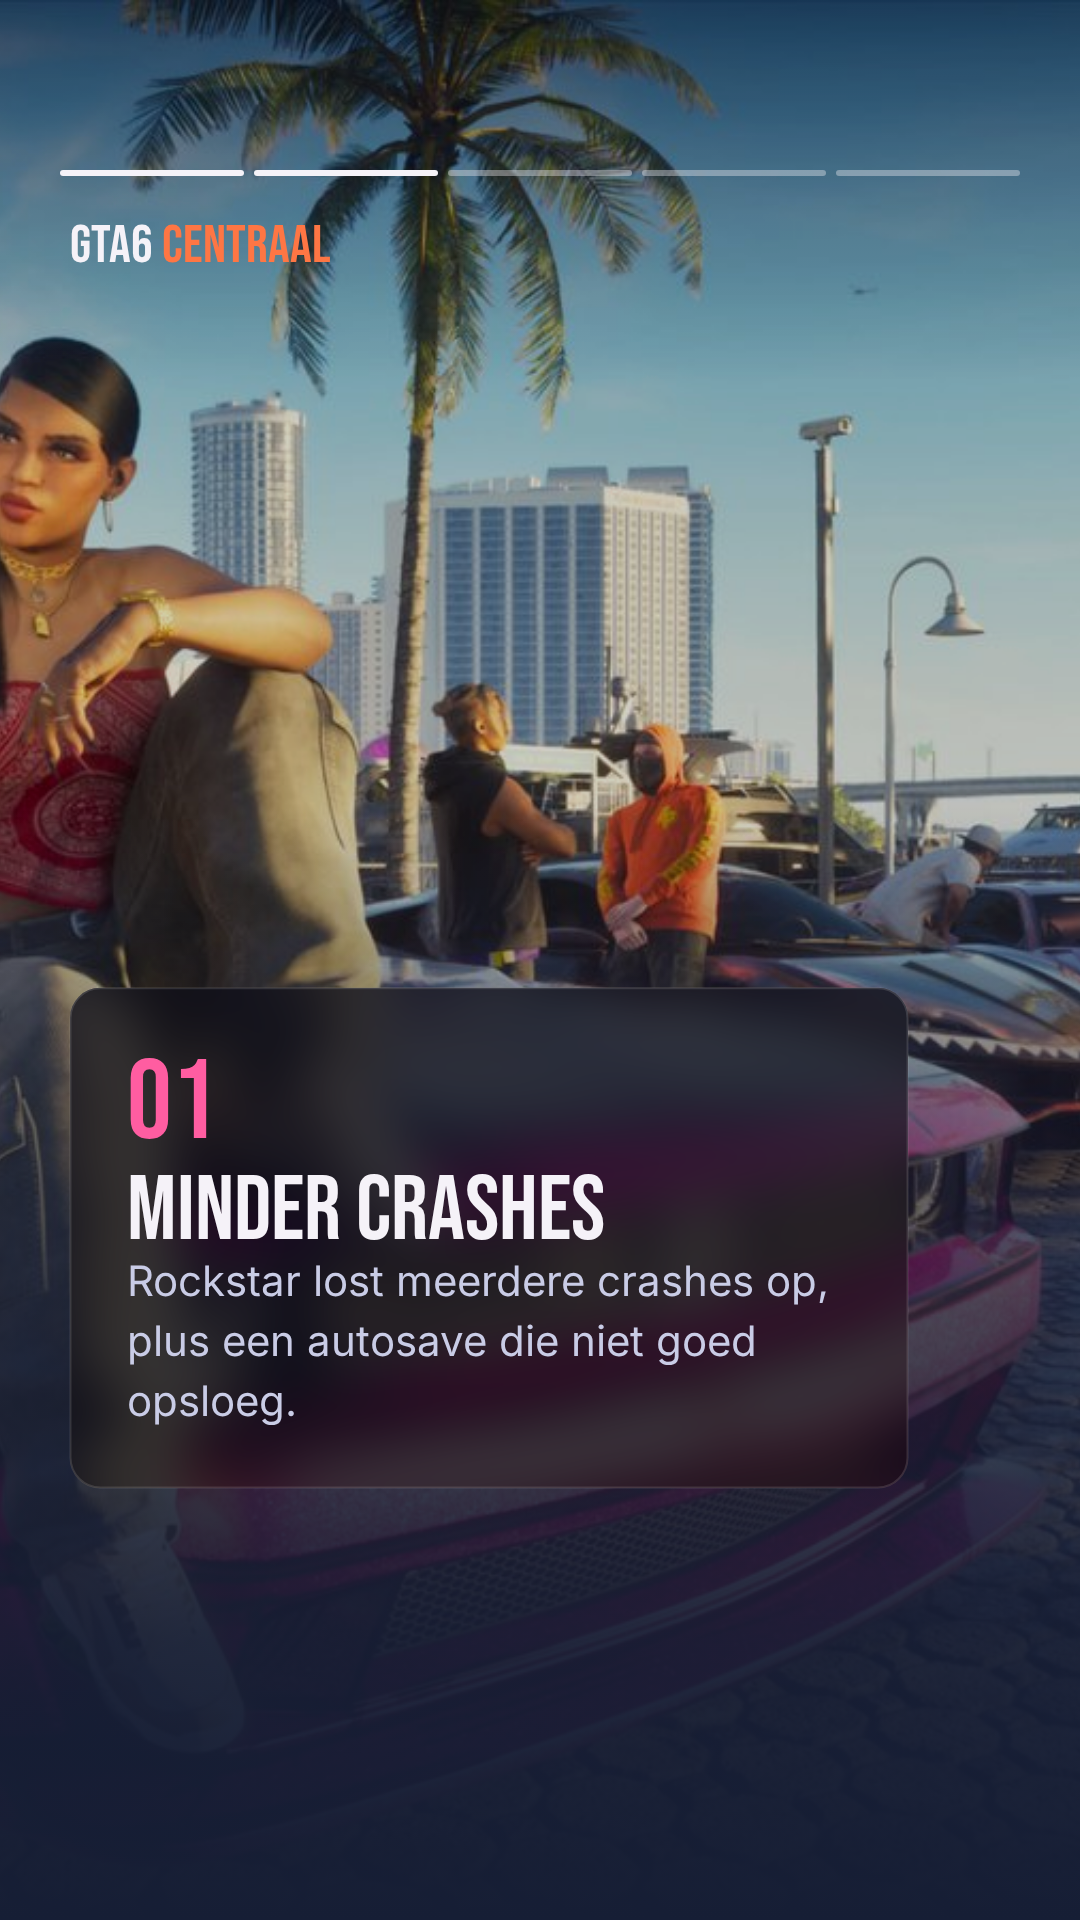 GTA6 CENTRAAL
01
MINDER CRASHES
Rockstar lost meerdere crashes op,
plus een autosave die niet goed
opsloeg.